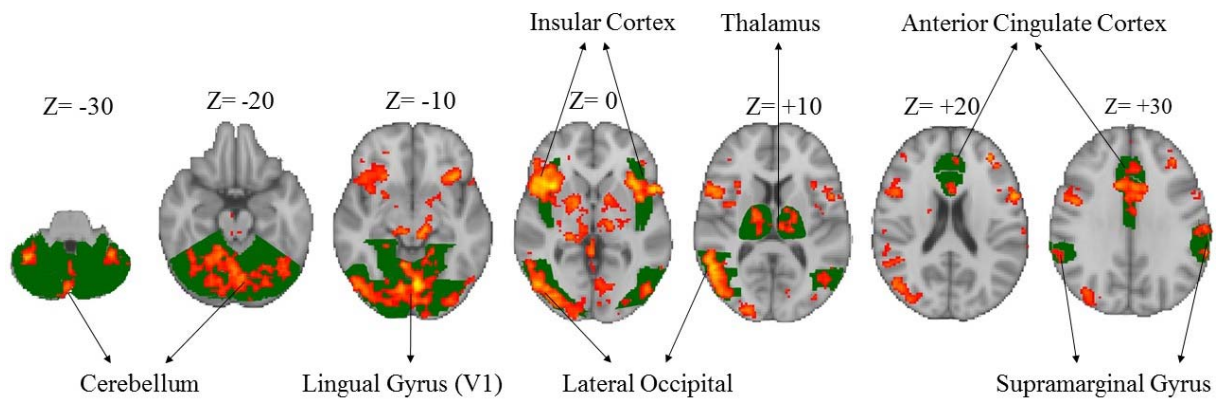 Insular Cortex
Thalamus
Anterior Cingulate Cortex
Z= -30
Z= -20
Z= -10
Z= 0
Z= +10
Z= +20
Z= +30
Cerebellum
Lingual Gyrus (V1)
Lateral Occipital
Supramarginal Gyrus